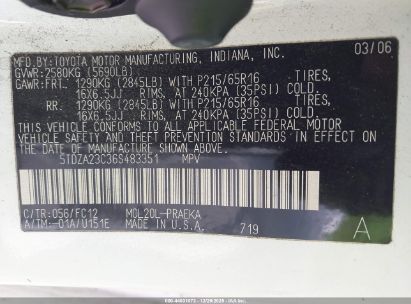 MFD.BY:TOYOTA MOTOR MANUFACTURING, INDIANA, INC. 03/06
GVWR:2580KG (5690LB)
GAWR:FRT. 1290KG (2845LB) WITH P215/65R16 TIRES,
16X6.5JJ RIMS, AT 240KPA (35PSI) COLD.
RR. 1290KG (2845LB) WITH P215/65R16 TIRES,
16X6.5JJ RIMS, AT 240KPA (35PSI) COLD.
THIS VEHICLE CONFORMS TO ALL APPLICABLE FEDERAL MOTOR
VEHICLE SAFETY STANDARDS IN EFFECT ON THE DATE OF
MANUFACTURE SHOWN ABOVE.
5TDZA23C36S483351 MPV
C/TR:056/FC12 MDL20L-PRAEKA
A/TM:-01A/U151E
MADE IN U.S.A. 719 A